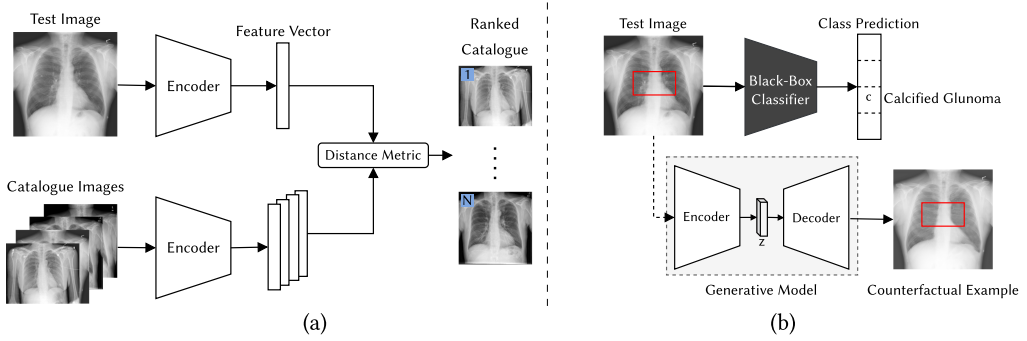 Test Image
Encoder
Feature Vector
Ranked
Catalogue
1
Distance Metric
Catalogue Images
Encoder
N
(a)
Test Image
Class Prediction
Black-Box
Classifier
c
Calcified Glunoma
Encoder
z
Decoder
Generative Model
Counterfactual Example
(b)